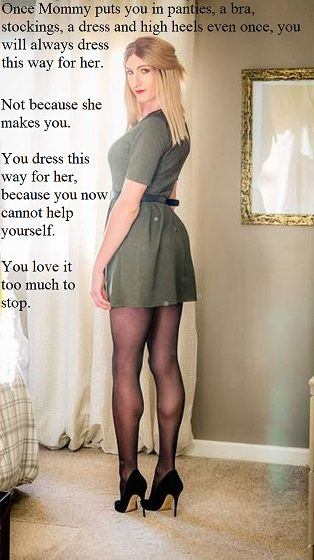 Once Mommy puts you in panties, a bra,
stockings, a dress and high heels even once, you
will always dress
this way for her.
Not because she
makes you.
You dress this
way for her,
because you now
cannot help
yourself.
You love it
too much to
stop.